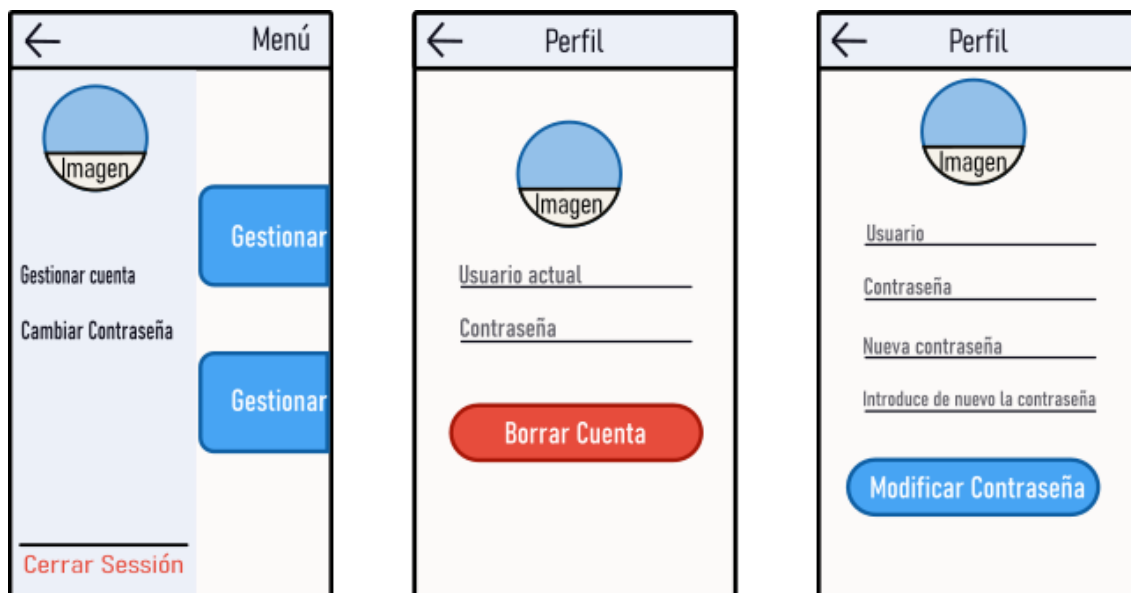 Menú
Imagen
Gestionar
Gestionar cuenta
Cambiar Contraseña
Gestionar
Cerrar Sessión
Perfil
Imagen
Usuario actual
Contraseña
Borrar Cuenta
Perfil
Imagen
Usuario
Contraseña
Nueva contraseña
Introduce de nuevo la contraseña
Modificar Contraseña